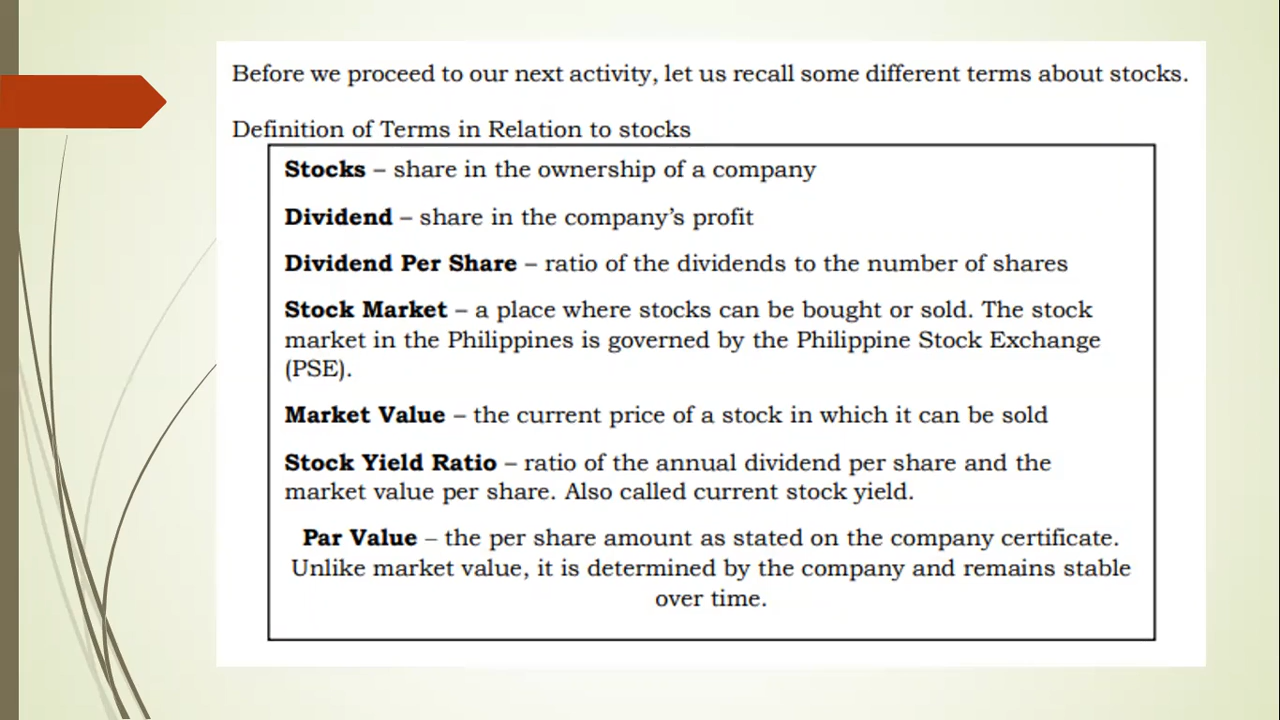 Before we proceed to our next activity, let us recall some different terms about stocks.
Definition of Terms in Relation to stocks
Stocks – share in the ownership of a company
Dividend – share in the company’s profit
Dividend Per Share – ratio of the dividends to the number of shares
Stock Market – a place where stocks can be bought or sold. The stock
market in the Philippines is governed by the Philippine Stock Exchange
(PSE).
Market Value – the current price of a stock in which it can be sold
Stock Yield Ratio – ratio of the annual dividend per share and the
market value per share. Also called current stock yield.
Par Value – the per share amount as stated on the company certificate.
Unlike market value, it is determined by the company and remains stable
over time.